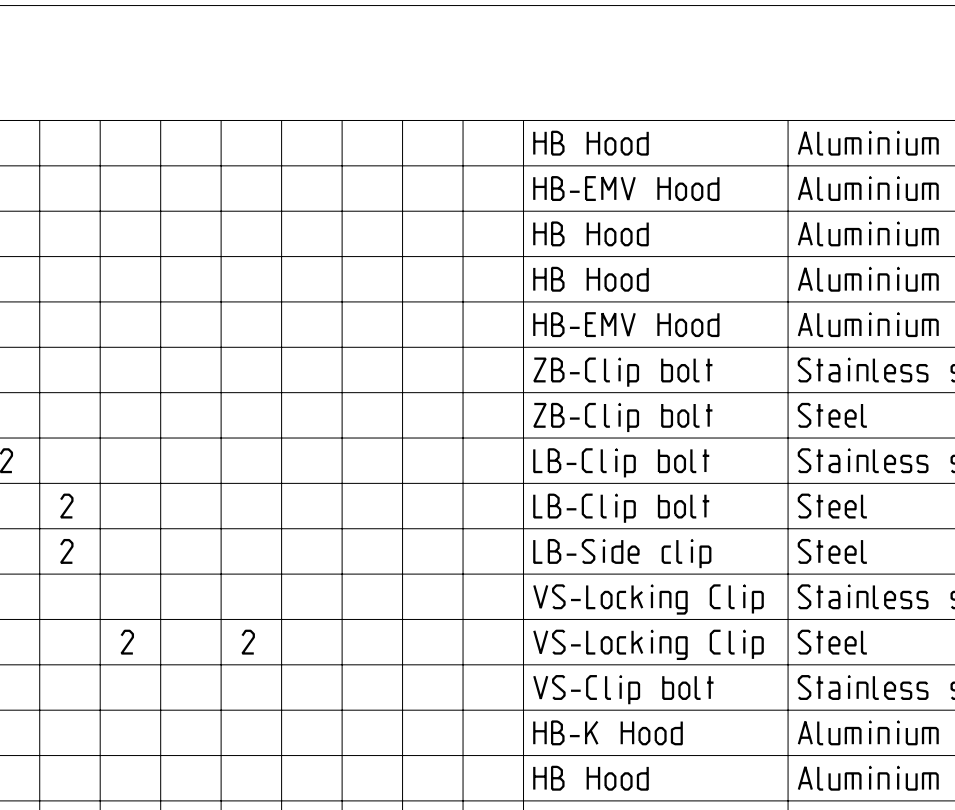 HB Hood Aluminium
HB-EMV Hood Aluminium
HB Hood Aluminium
HB Hood Aluminium
HB-EMV Hood Aluminium
ZB-Clip bolt Stainless s
ZB-Clip bolt Steel
2 LB-Clip bolt Stainless s
2 LB-Clip bolt Steel
2 LB-Side clip Steel
VS-Locking Clip Stainless s
2 2 VS-Locking Clip Steel
VS-Clip bolt Stainless s
HB-K Hood Aluminium
HB Hood Aluminium